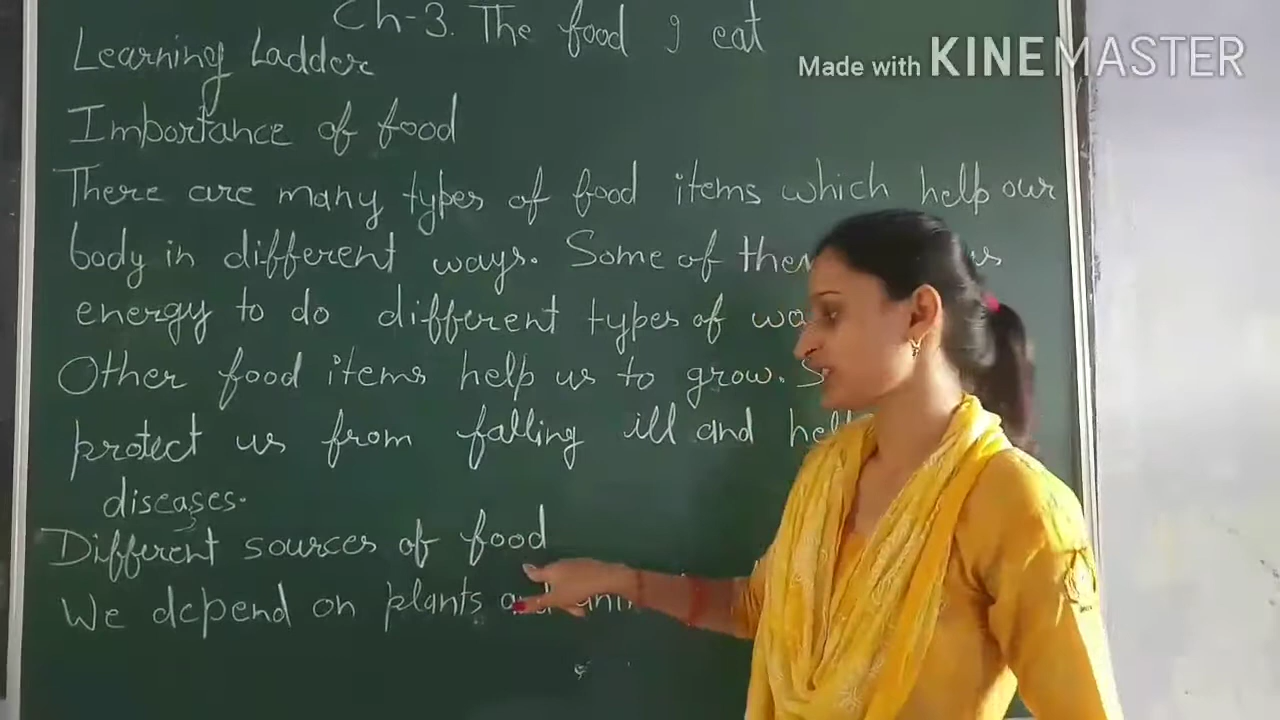 Ch-3. The food I eat
Made with KINEMASTER
Learning Ladder
Importance of food
There are many types of food items which help our
body in different ways. Some of them us
energy to do different types of
Other food items help us to grow.
protect us from falling ill and
diseases.
Different sources of food
We depend on plants and